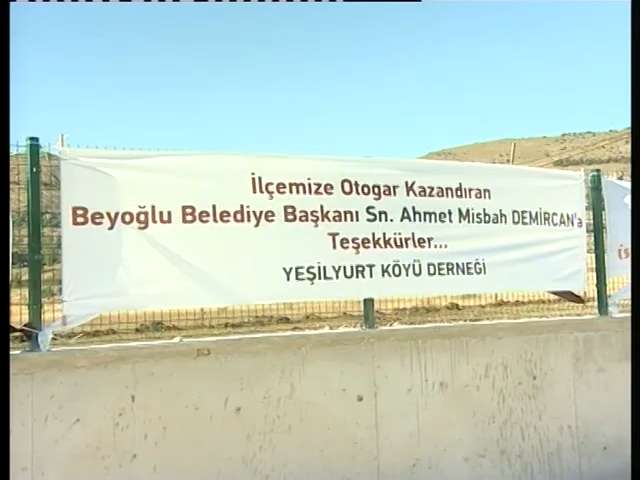 İlçemize Otogar Kazandıran
Beyoğlu Belediye Başkanı Sn. Ahmet Misbah DEMİRCAN'a
Teşekkürler...
YEŞİLYURT KÖYÜ DERNEĞİ